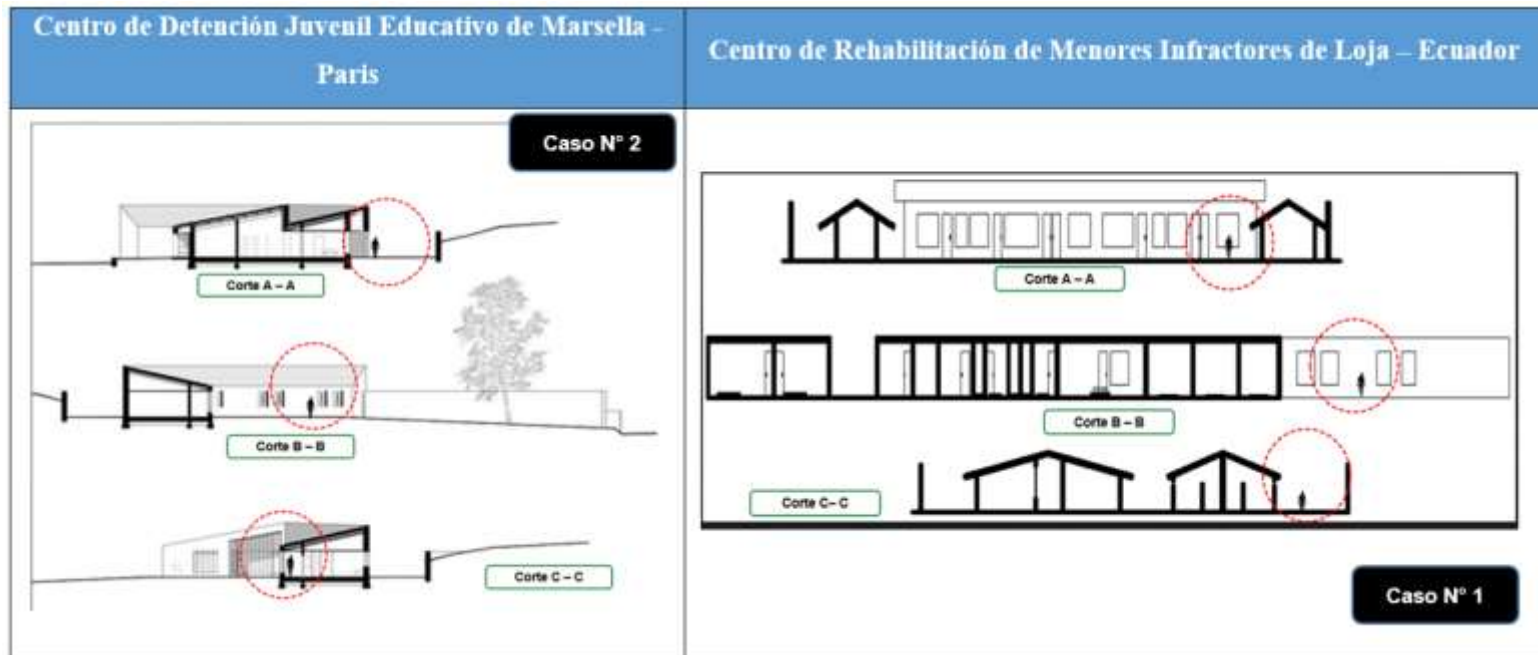 Centro de Detención Juvenil Educativo de Marsella –
Paris
Centro de Rehabilitación de Menores Infractores de Loja – Ecuador
Caso N° 2
Corte A – A
Corte B – B
Corte C – C
Corte A – A
Corte B – B
Corte C– C
Caso N° 1